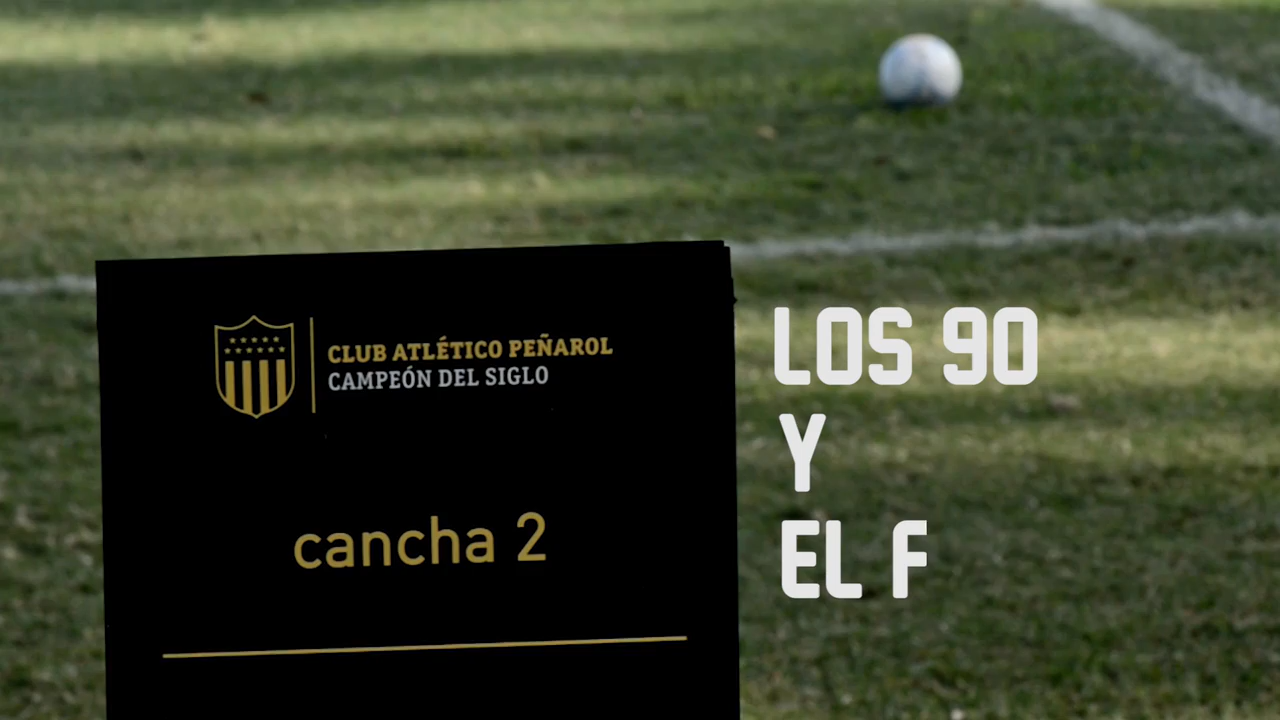 CLUB ATLÉTICO PEÑAROL
CAMPEÓN DEL SIGLO
cancha 2
LOS 90
Y
EL F